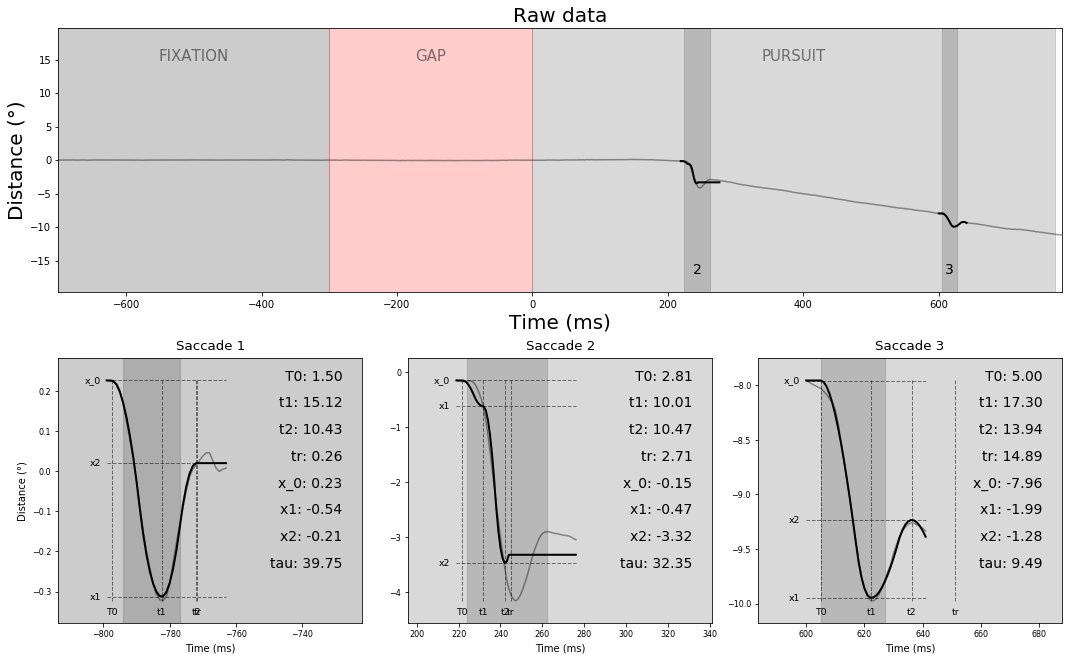 Raw data
FIXATION
GAP
PURSUIT
Distance (°)
15
10
5
0
−5
−10
−15
2
3
−600
−400
−200
0
200
400
600
Time (ms)
Saccade 1
Distance (°)
0.2
0.1
0.0
−0.1
−0.2
−0.3
x_0
x2
x1
T0
t1
T0: 1.50
t1: 15.12
t2: 10.43
tr: 0.26
x_0: 0.23
x1: -0.54
x2: -0.21
tau: 39.75
−800
−780
−760
−740
Time (ms)
Saccade 2
0
−1
−2
−3
−4
x_0
x1
x2
T0
t1
t2
tr
T0: 2.81
t1: 10.01
t2: 10.47
tr: 2.71
x_0: -0.15
x1: -0.47
x2: -3.32
tau: 32.35
200
220
240
260
280
300
320
340
Time (ms)
Saccade 3
−8.0
−8.5
−9.0
−9.5
−10.0
x_0
x2
x1
T0
t1
t2
tr
T0: 5.00
t1: 17.30
t2: 13.94
tr: 14.89
x_0: -7.96
x1: -1.99
x2: -1.28
tau: 9.49
600
620
640
660
680
Time (ms)